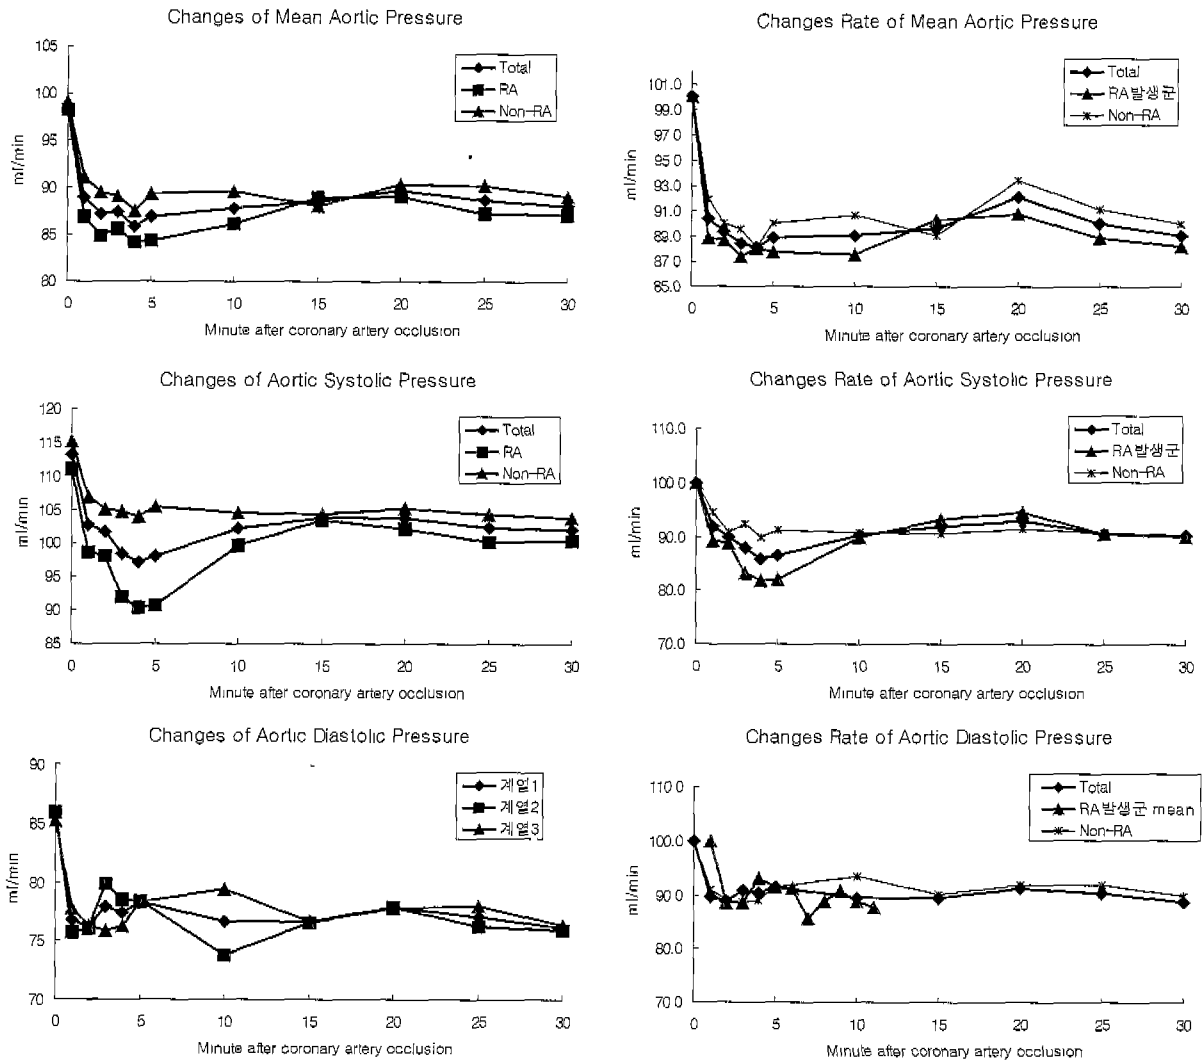 Changes of Mean Aortic Pressure
105
100
95
90
85
80
ml/min
Total
RA
Non-RA
0 5 10 15 20 25 30
Minute after coronary artery occlusion
Changes Rate of Mean Aortic Pressure
101.0
99.0
97.0
95.0
93.0
91.0
89.0
87.0
85.0
ml/min
Total
RA발생군
Non-RA
0 5 10 15 20 25 30
Minute after coronary artery occlusion
Changes of Aortic Systolic Pressure
120
115
110
105
100
95
90
85
ml/min
Total
RA
Non-RA
0 5 10 15 20 25 30
Minute after coronary artery occlusion
Changes Rate of Aortic Systolic Pressure
110.0
100.0
90.0
80.0
70.0
ml/min
Total
RA발생군
Non-RA
0 5 10 15 20 25 30
Minute after coronary artery occlusion
Changes of Aortic Diastolic Pressure
90
85
80
75
70
ml/min
계열1
계열2
계열3
0 5 10 15 20 25 30
Minute after coronary artery occlusion
Changes Rate of Aortic Diastolic Pressure
110.0
100.0
90.0
80.0
70.0
ml/min
Total
RA발생군 mean
Non-RA
0 5 10 15 20 25 30
Minute after coronary artery occlusion